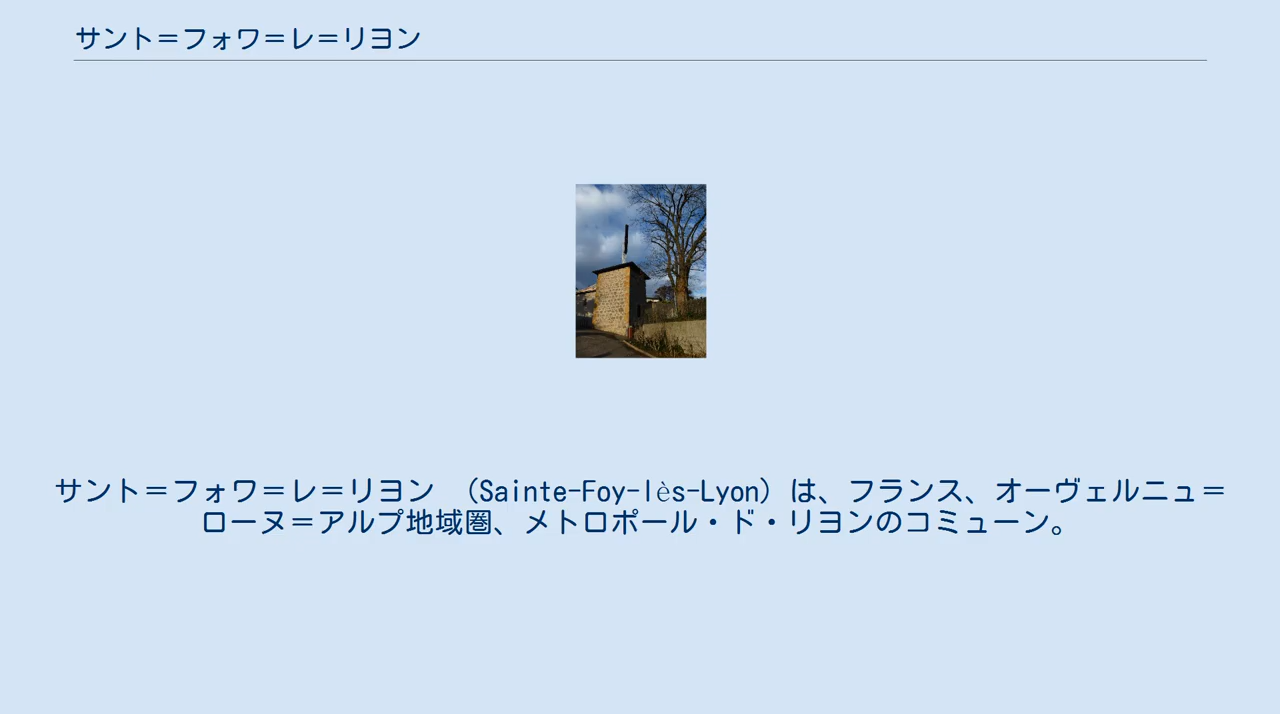 サント＝フォワ＝レ＝リヨン
サント＝フォワ＝レ＝リヨン （Sainte-Foy-lès-Lyon）は、フランス、オーヴェルニュ＝
ローヌ＝アルプ地域圏、メトロポール・ド・リヨンのコミューン。